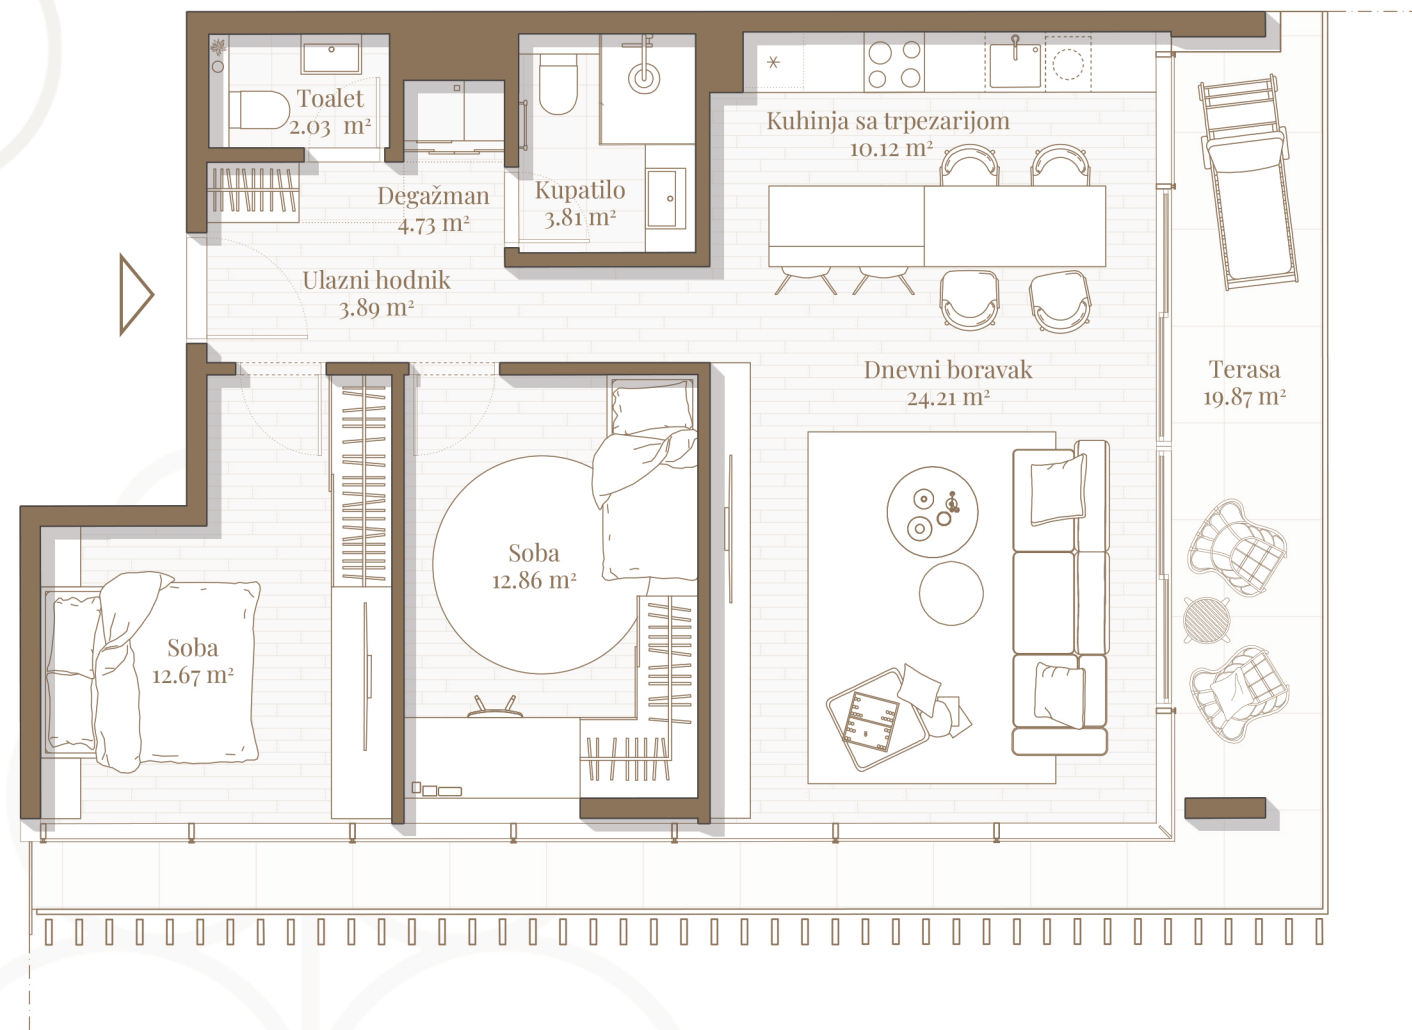 Toalet
2.03 m²
Degažman
4.73 m²
Kupatilo
3.81 m²
Kuhinja sa trpezarijom
10.12 m²
Ulazni hodnik
3.89 m²
Dnevni boravak
24.21 m²
Terasa
19.87 m²
Soba
12.86 m²
Soba
12.67 m²